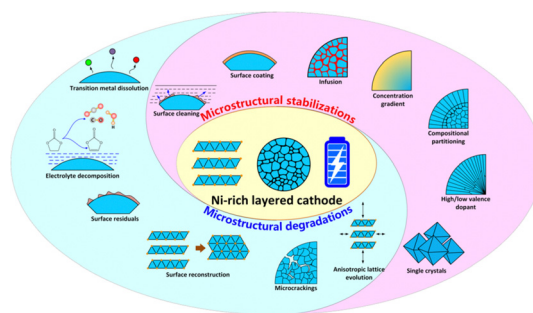 Transition metal dissolution
Surface coating
Infusion
Concentration
gradient
Surface cleaning
Microstructural stabilizations
Compositional
partitioning
Electrolyte decomposition
Ni-rich layered cathode
High/low valence
dopant
Surface residuals
Microstructural degradations
Anisotropic lattice
evolution
Surface reconstruction
Microcrackings
Single crystals